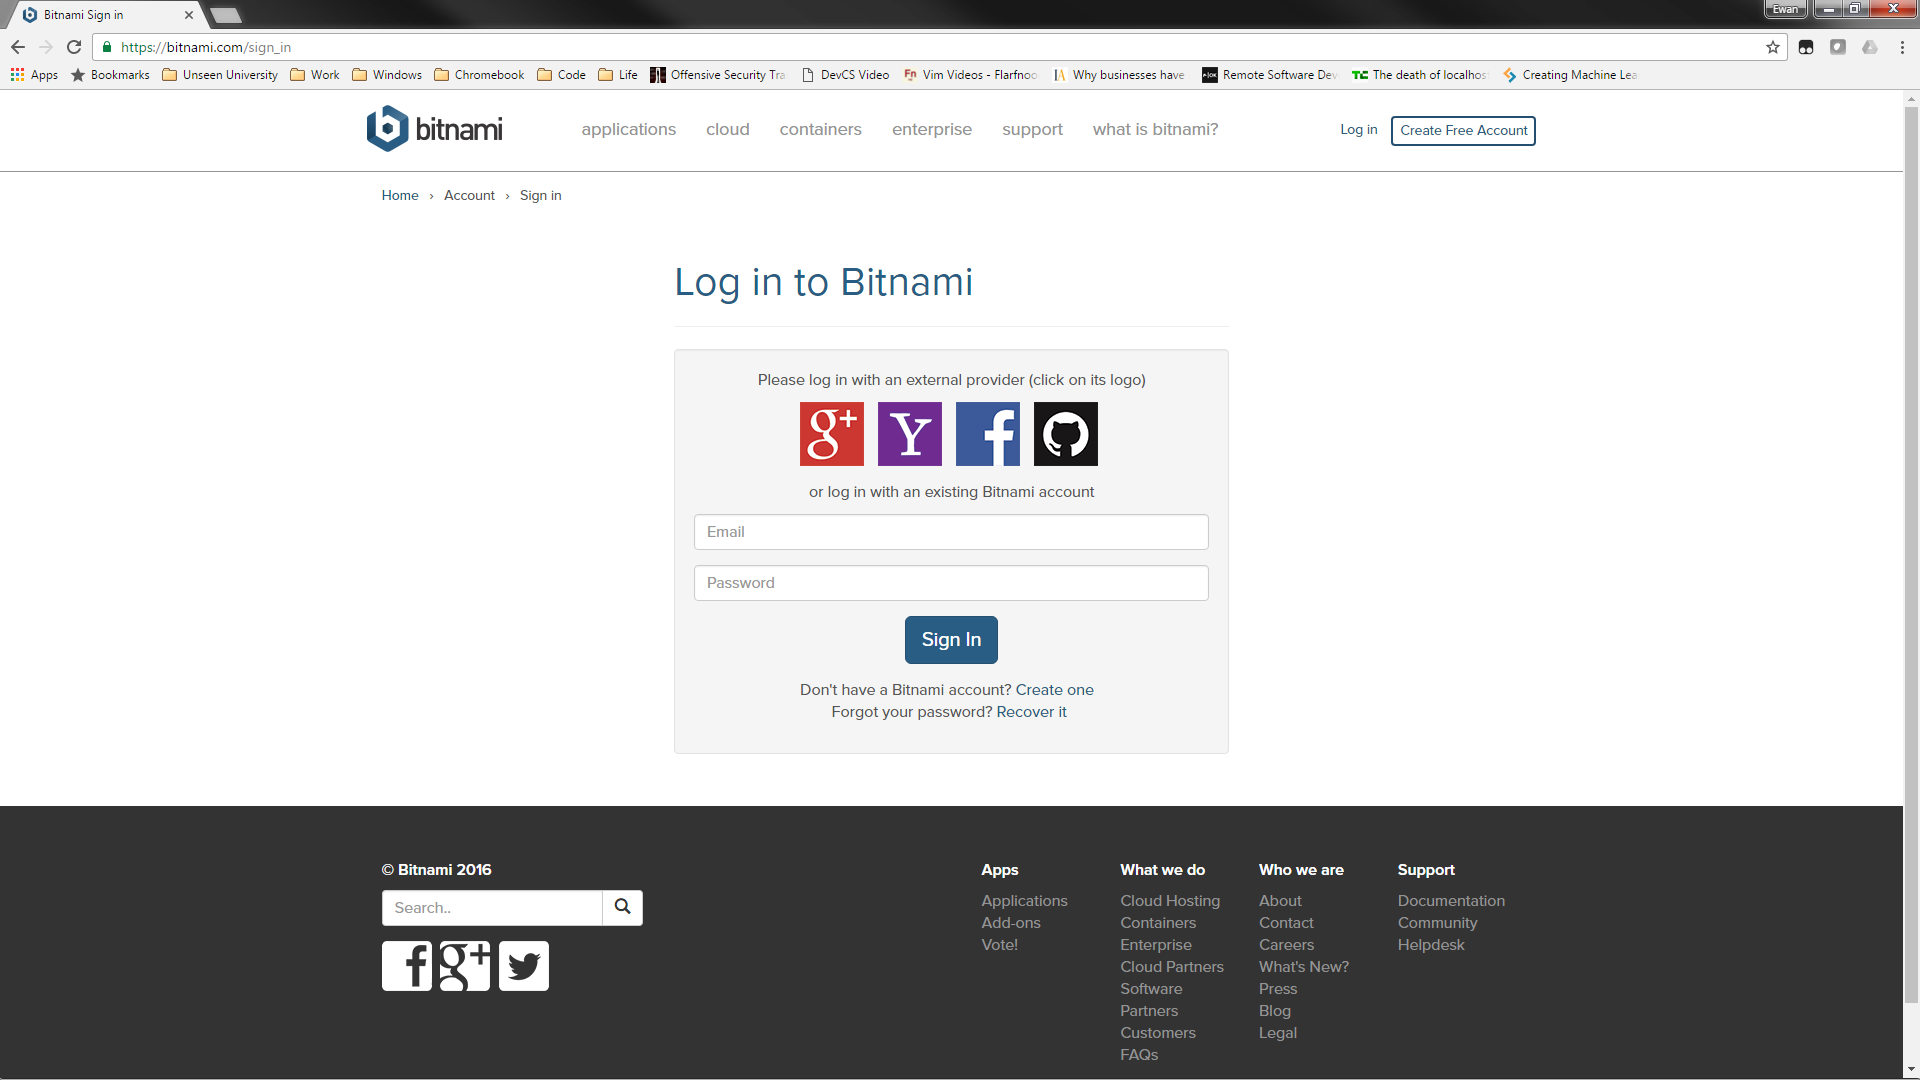 Bitnami Sign in
Ewan
https://bitnami.com/sign_in
Apps Bookmarks Unseen University Work Windows Chromebook Code Life Offensive Security Tra DevCS Video Vim Videos - Flarfnoo Why businesses have Remote Software Dev The death of localhos Creating Machine Lea
bitnami applications cloud containers enterprise support what is bitnami? Log in Create Free Account
Home › Account › Sign in
Log in to Bitnami
Please log in with an external provider (click on its logo)
g+ Y f
or log in with an existing Bitnami account
Email
Password
Sign In
Don't have a Bitnami account? Create one
Forgot your password? Recover it
© Bitnami 2016
Search..
f g+
Apps
Applications
Add-ons
Vote!
What we do
Cloud Hosting
Containers
Enterprise
Cloud Partners
Software
Partners
Customers
FAQs
Who we are
About
Contact
Careers
What's New?
Press
Blog
Legal
Support
Documentation
Community
Helpdesk